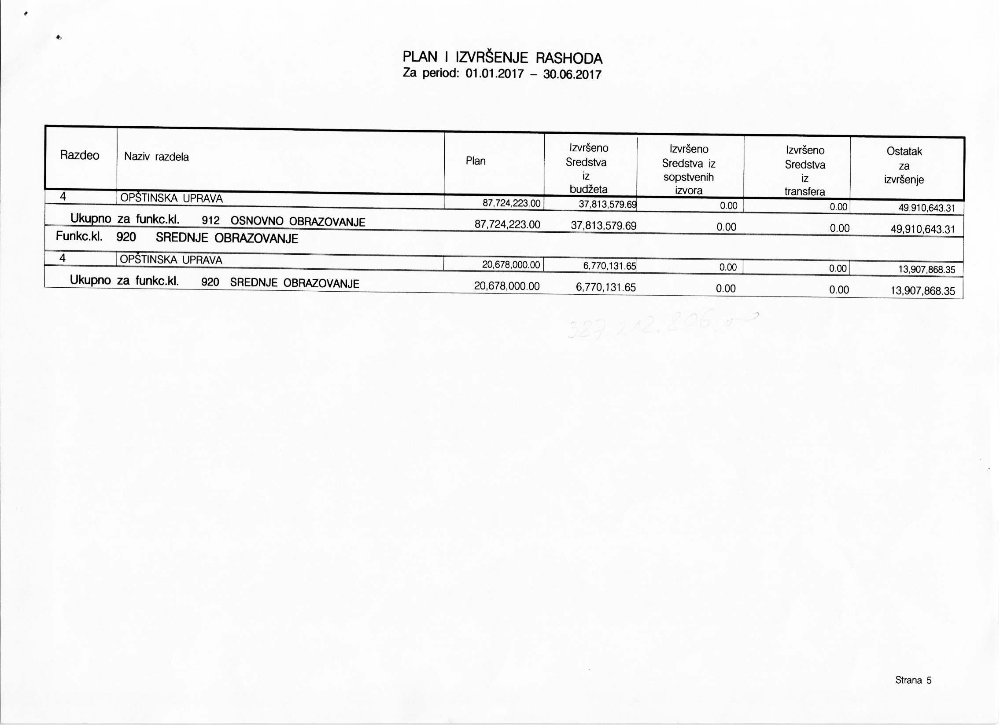 PLAN I IZVRŠENJE RASHODA
Za period: 01.01.2017 – 30.06.2017
Razdeo Naziv razdela Plan Izvršeno Sredstva iz budžeta Izvršeno Sredstva iz sopstvenih izvora Izvršeno Sredstva iz transfera Ostatak za izvršenje
4 OPŠTINSKA UPRAVA 87,724,223.00 37,813,579.69 0.00 0.00 49,910,643.31
Ukupno za funkc.kl. 912 OSNOVNO OBRAZOVANJE 87,724,223.00 37,813,579.69 0.00 0.00 49,910,643.31
Funkc.kl. 920 SREDNJE OBRAZOVANJE
4 OPŠTINSKA UPRAVA 20,678,000.00 6,770,131.65 0.00 0.00 13,907,868.35
Ukupno za funkc.kl. 920 SREDNJE OBRAZOVANJE 20,678,000.00 6,770,131.65 0.00 0.00 13,907,868.35
Strana 5